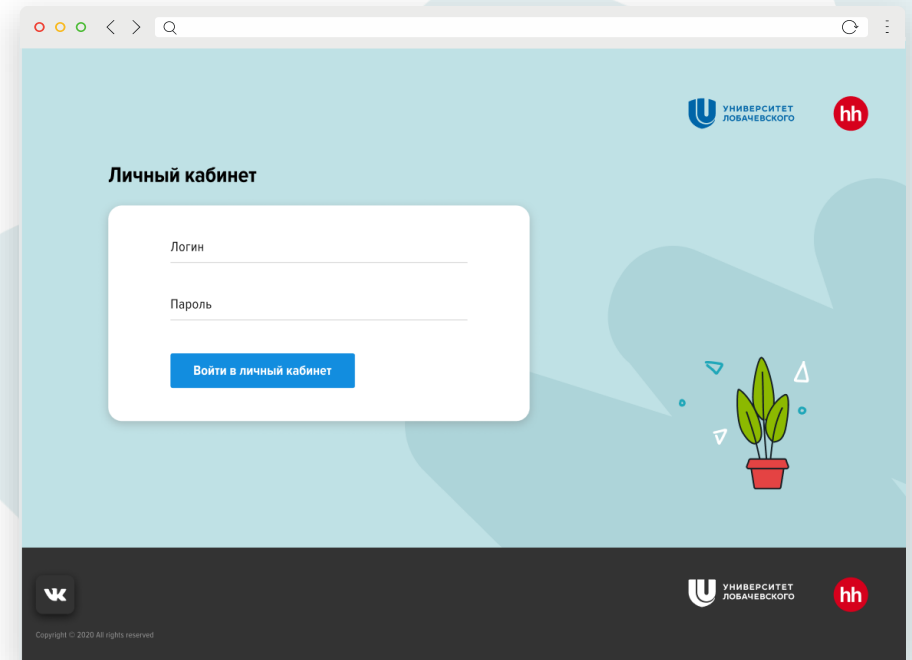 УНИВЕРСИТЕТ
ЛОБАЧЕВСКОГО
hh
Личный кабинет
Логин
Пароль
Войти в личный кабинет
УНИВЕРСИТЕТ
ЛОБАЧЕВСКОГО
hh
Copyright © 2020 All rights reserved